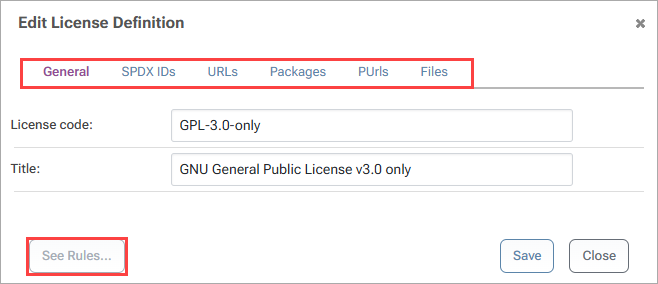 Edit License Definition
General SPDX IDs URLs Packages PUrls Files
License code: GPL-3.0-only
Title: GNU General Public License v3.0 only
See Rules... Save Close